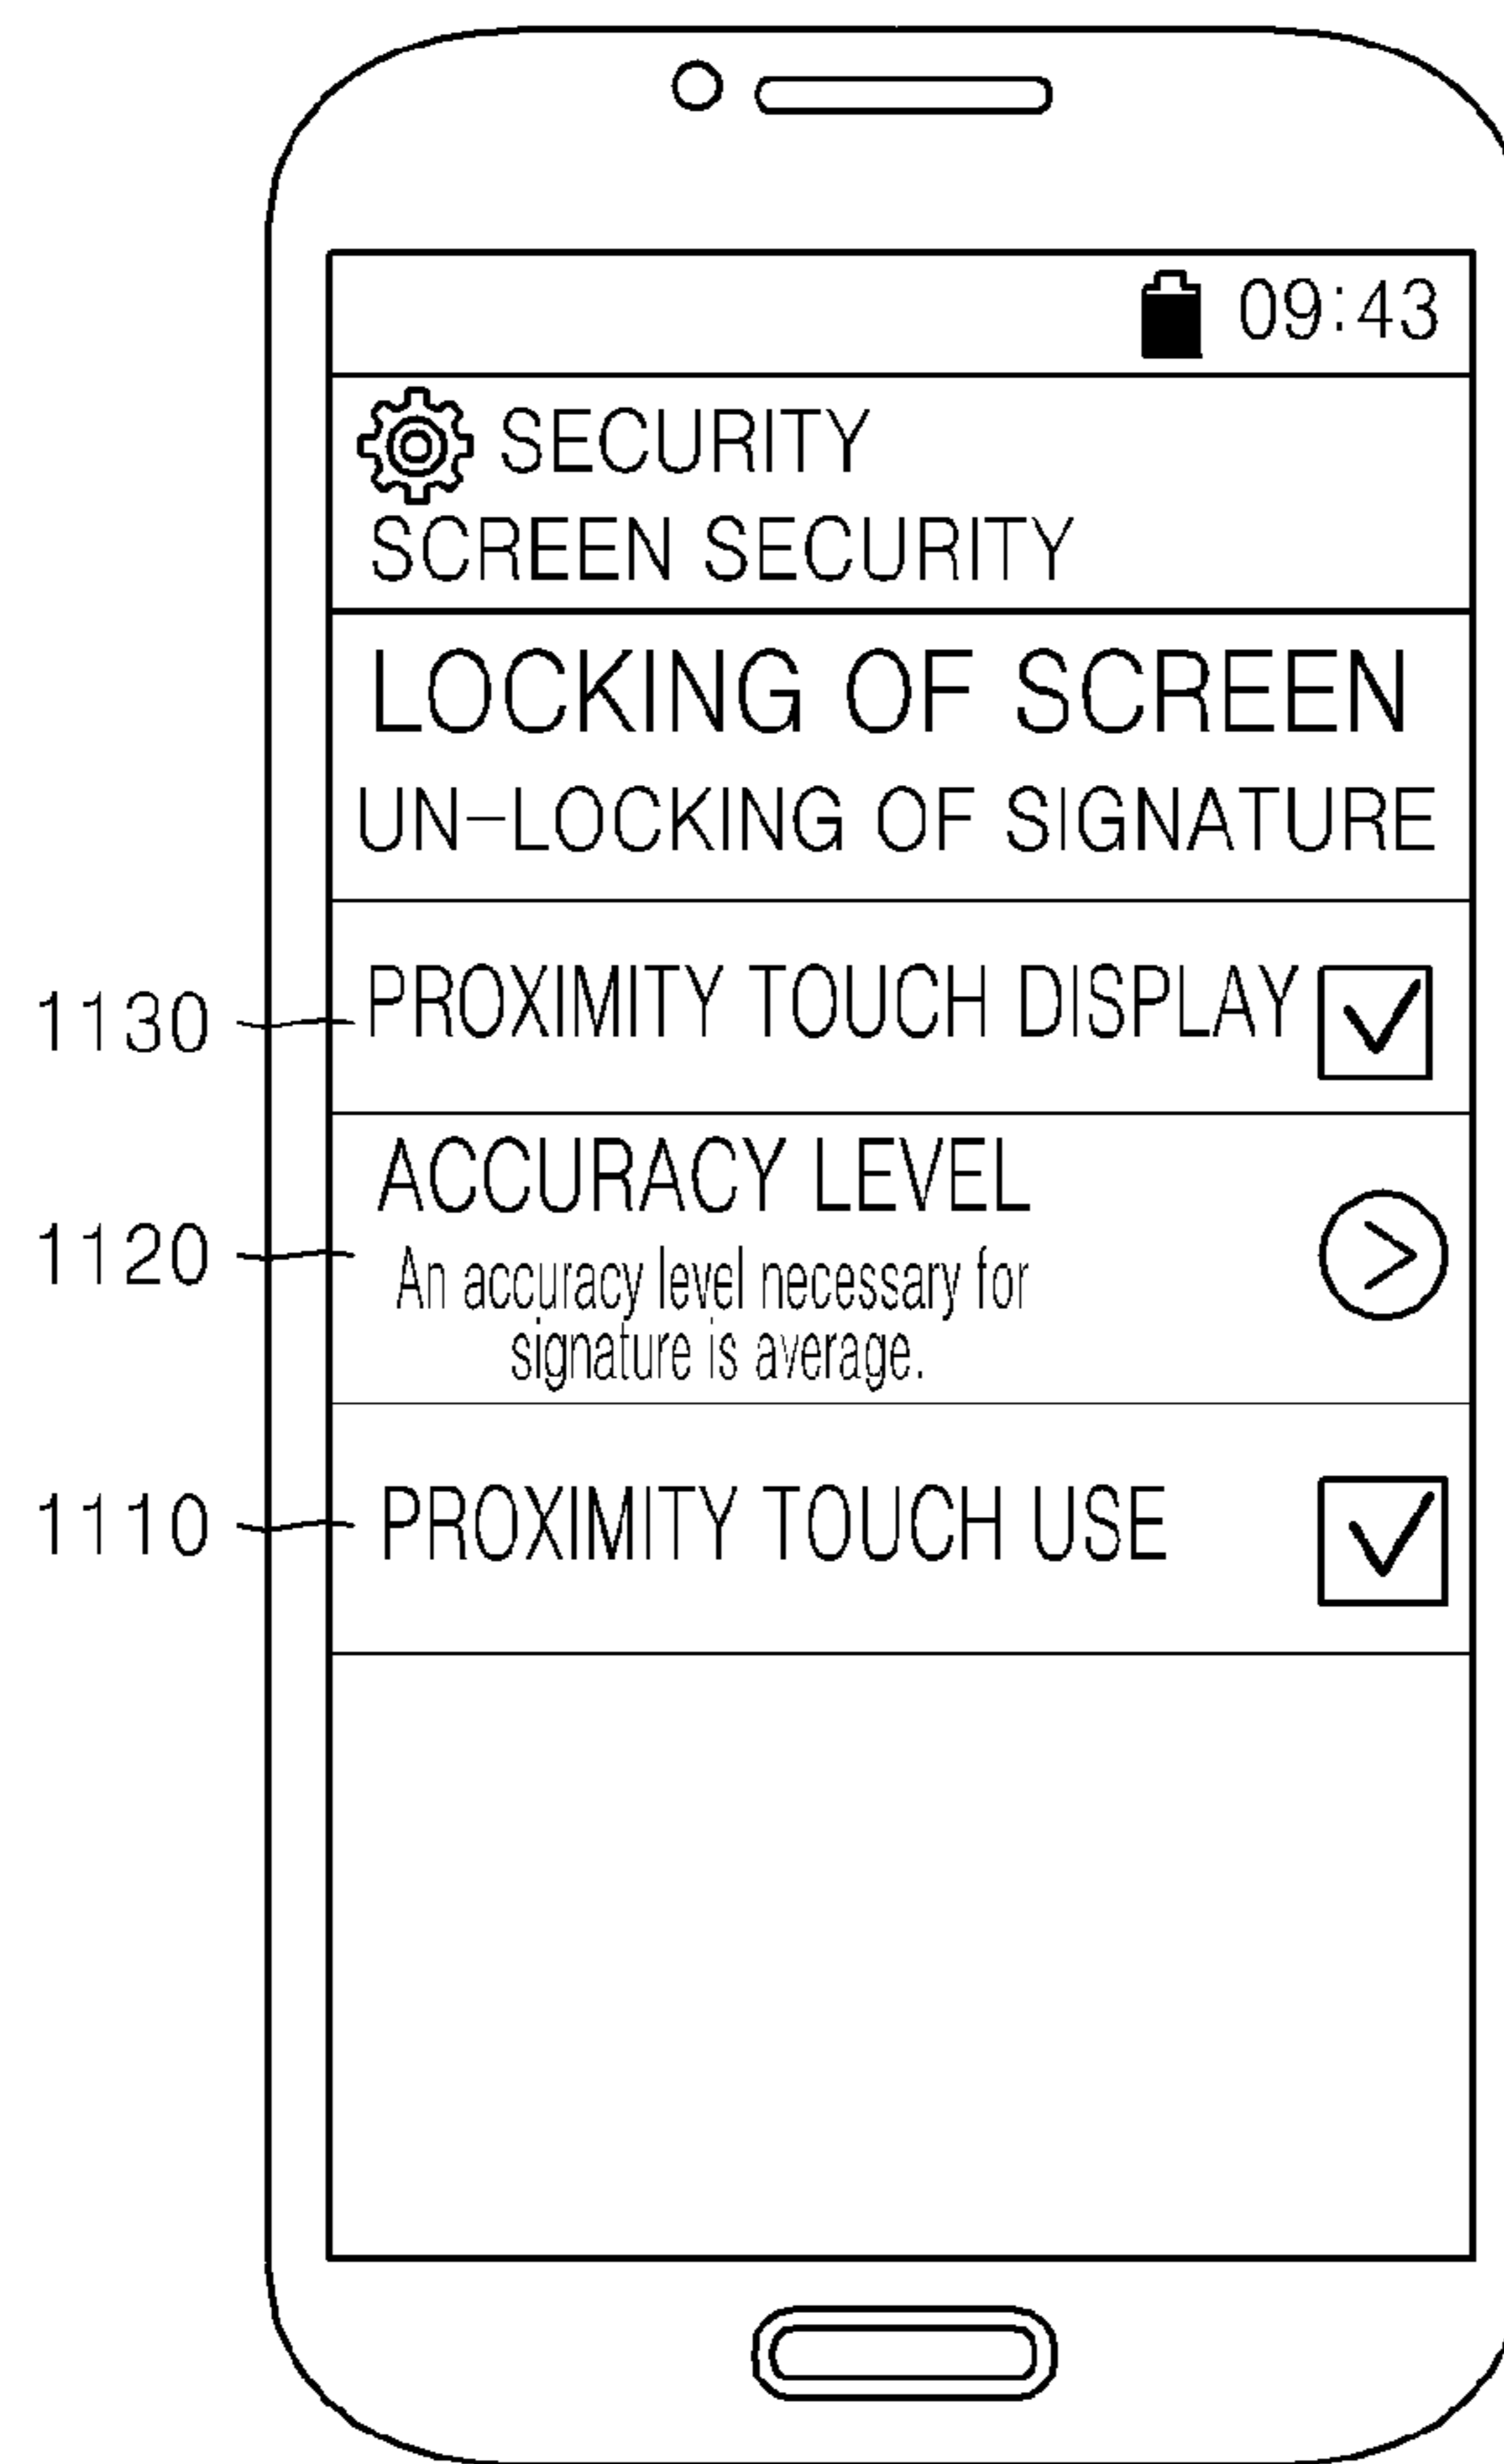 09:43
SECURITY
SCREEN SECURITY
LOCKING OF SCREEN
UN-LOCKING OF SIGNATURE
1130 PROXIMITY TOUCH DISPLAY
ACCURACY LEVEL
1120
An accuracy level necessary for
signature is average.
1110 PROXIMITY TOUCH USE